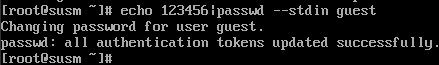 [root@susm ~]# echo 123456|passwd --stdin guest
Changing password for user guest.
passwd: all authentication tokens updated successfully.
[root@susm ~]#